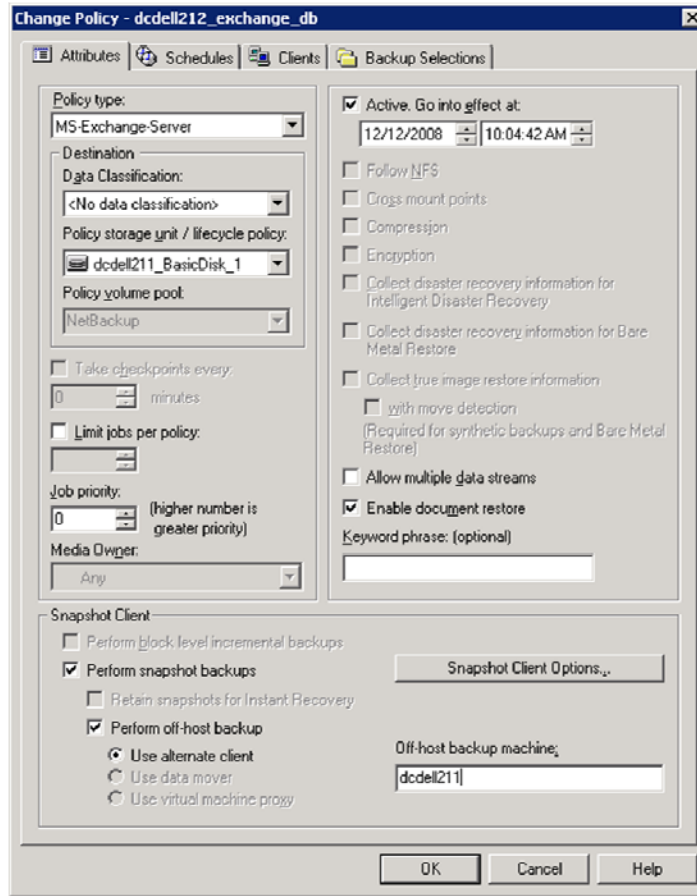 Change Policy - dcdell212_exchange_db
Attributes
Schedules
Clients
Backup Selections
Policy type:
MS-Exchange-Server
Destination
Data Classification:
<No data classification>
Policy storage unit / lifecycle policy:
dcdell211_BasicDisk_1
Policy volume pool:
NetBackup
Take checkpoints every:
0 minutes
Limit jobs per policy:
Job priority:
0 (higher number is
greater priority)
Media Owner:
Any
Active. Go into effect at:
12/12/2008 10:04:42 AM
Follow NFS
Cross mount points
Compression
Encryption
Collect disaster recovery information for
Intelligent Disaster Recovery
Collect disaster recovery information for Bare
Metal Restore
Collect true image restore information
with move detection
(Required for synthetic backups and Bare Metal
Restore)
Allow multiple data streams
Enable document restore
Keyword phrase: (optional)
Snapshot Client
Perform block level incremental backups
Perform snapshot backups
Snapshot Client Options...
Retain snapshots for Instant Recovery
Perform off-host backup
Use alternate client
Use data mover
Use virtual machine proxy
Off-host backup machine:
dcdell211
OK
Cancel
Help